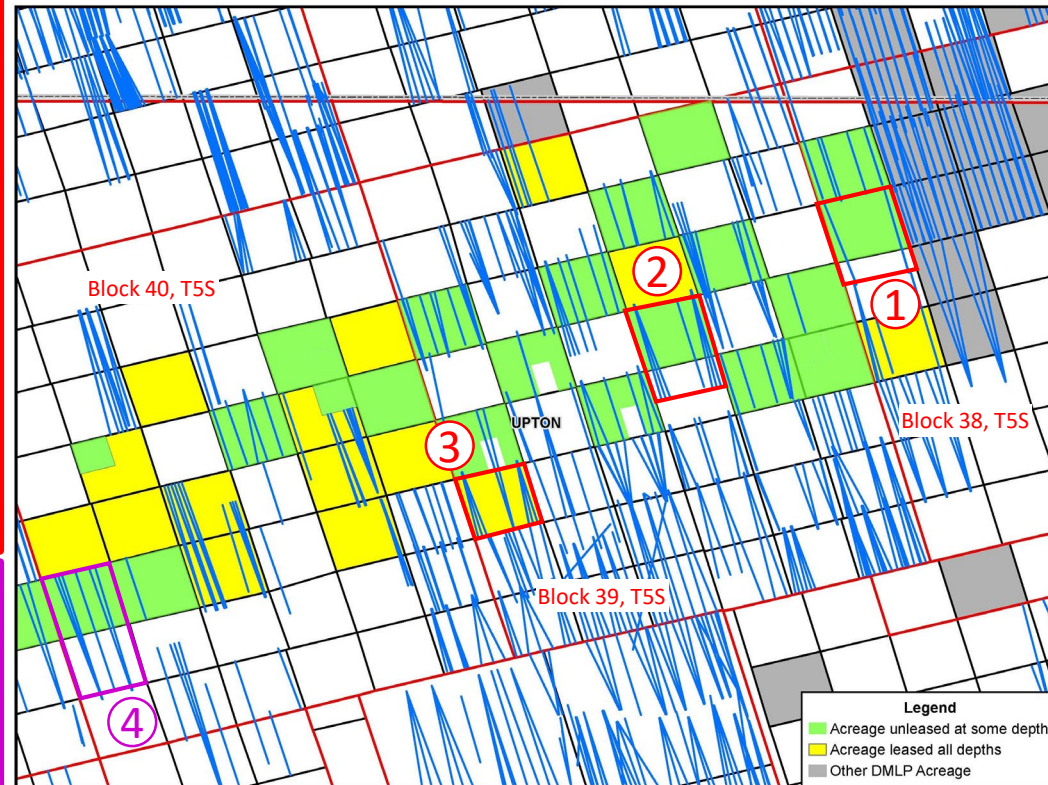 Block 40, T5S
1
2
UPTON
Block 38, T5S
3
Block 39, T5S
4
Legend
Acreage unleased at some depth
Acreage leased all depths
Other DMLP Acreage